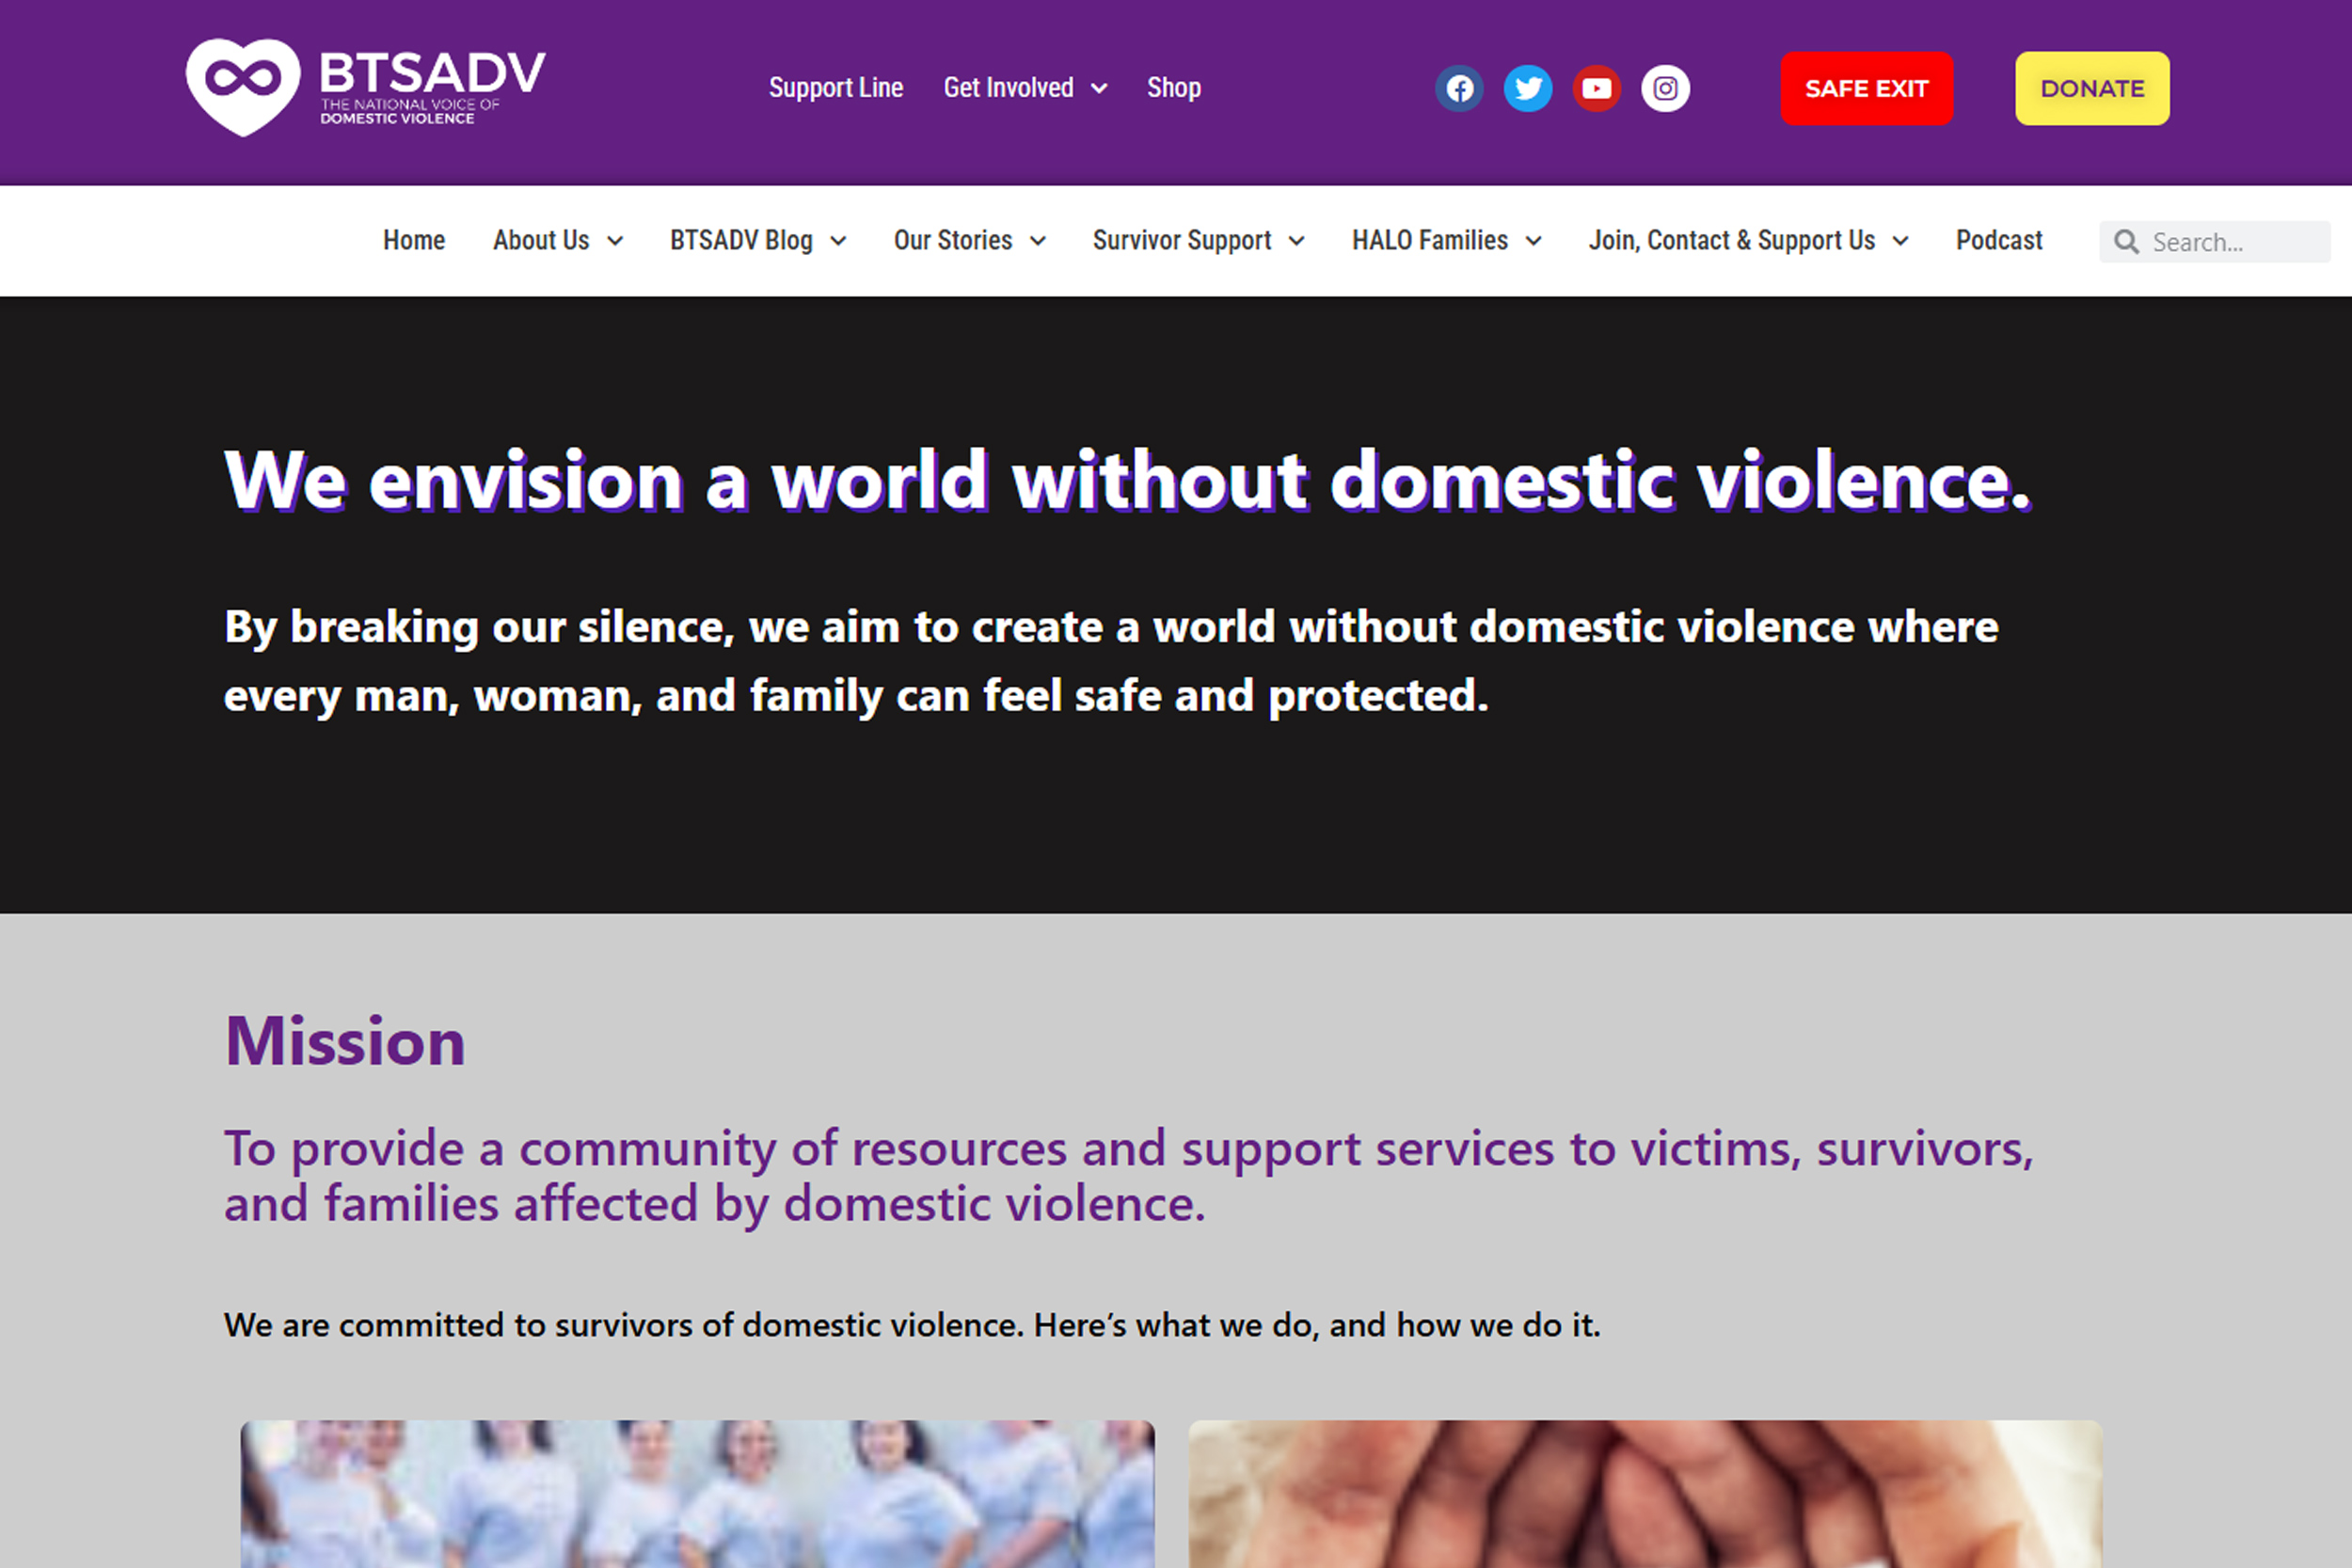 BTSADV
THE NATIONAL VOICE OF
DOMESTIC VIOLENCE
Support Line
Get Involved
Shop
SAFE EXIT
DONATE
Home
About Us
BTSADV Blog
Our Stories
Survivor Support
HALO Families
Join, Contact & Support Us
Podcast
Search...
We envision a world without domestic violence.
By breaking our silence, we aim to create a world without domestic violence where
every man, woman, and family can feel safe and protected.
Mission
To provide a community of resources and support services to victims, survivors,
and families affected by domestic violence.
We are committed to survivors of domestic violence. Here’s what we do, and how we do it.